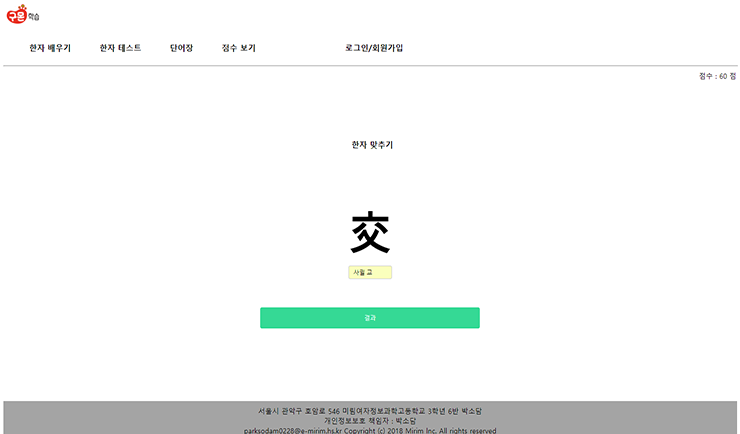 구몬학습
한자 배우기 한자 테스트 단어장 점수 보기 로그인/회원가입
점수 : 60 점
한자 맞추기
交
사귈 교
결과
서울시 관악구 호암로 546 미림여자정보과학고등학교 3학년 6반 박소담
개인정보보호 책임자 : 박소담
parksodam0228@e-mirim.hs.kr Copyright (c) 2018 Mirim Inc. All rights reserved